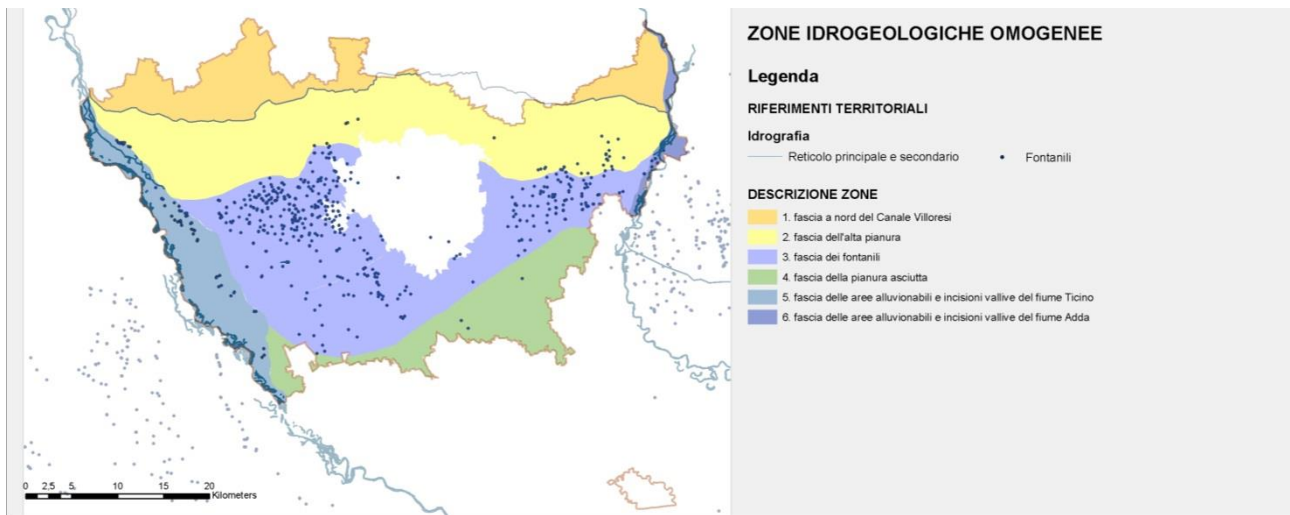 ZONE IDROGEOLOGICHE OMOGENEE
Legenda
RIFERIMENTI TERRITORIALI
Idrografia
Reticolo principale e secondario Fontanili
DESCRIZIONE ZONE
1. fascia a nord del Canale Villoresi
2. fascia dell'alta pianura
3. fascia dei fontanili
4. fascia della pianura asciutta
5. fascia delle aree alluvionabili e incisioni vallive del fiume Ticino
6. fascia delle aree alluvionabili e incisioni vallive del fiume Adda
0 2,5 5 10 15 20
Kilometers